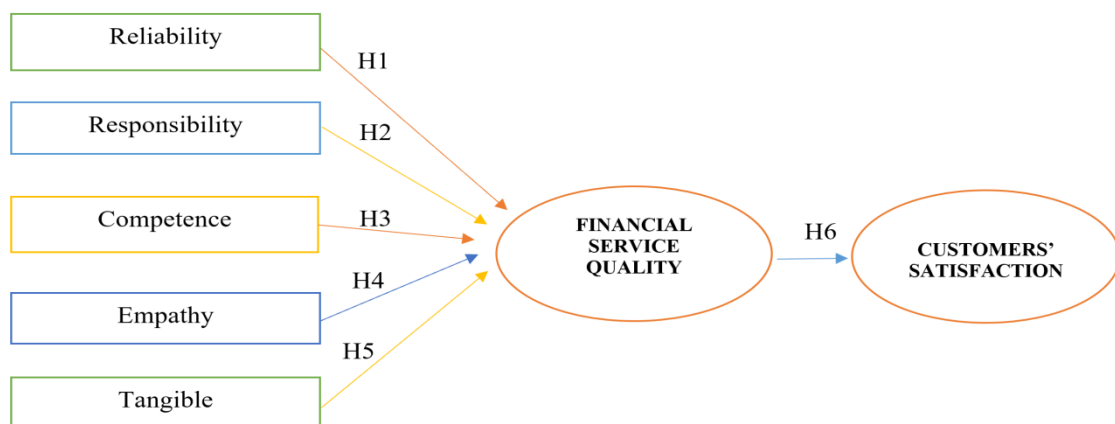 Reliability
H1
Responsibility
H2
Competence
H3
Empathy
H4
Tangible
H5
FINANCIAL
SERVICE
QUALITY
H6
CUSTOMERS’
SATISFACTION